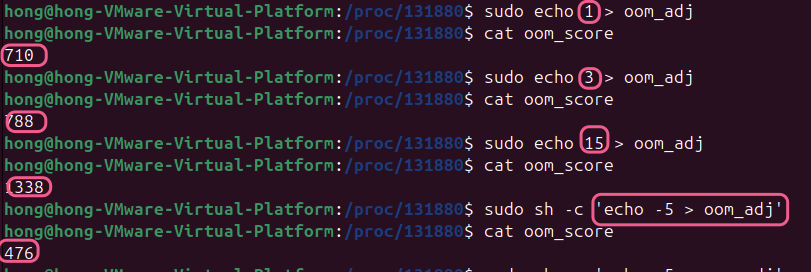 hong@hong-VMware-Virtual-Platform:/proc/131880$ sudo echo 1 > oom_adj
hong@hong-VMware-Virtual-Platform:/proc/131880$ cat oom_score
710
hong@hong-VMware-Virtual-Platform:/proc/131880$ sudo echo 3 > oom_adj
hong@hong-VMware-Virtual-Platform:/proc/131880$ cat oom_score
788
hong@hong-VMware-Virtual-Platform:/proc/131880$ sudo echo 15 > oom_adj
hong@hong-VMware-Virtual-Platform:/proc/131880$ cat oom_score
1338
hong@hong-VMware-Virtual-Platform:/proc/131880$ sudo sh -c 'echo -5 > oom_adj'
hong@hong-VMware-Virtual-Platform:/proc/131880$ cat oom_score
476